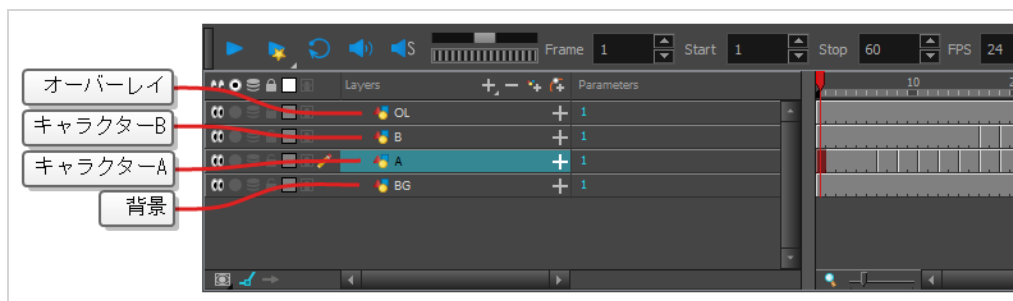 S Frame 1 Start 1 Stop 60 FPS 24
オーバーレイ
Layers Parameters 10 2
OL 1
キャラクターB
B 1
キャラクターA
A 1
背景
BG 1